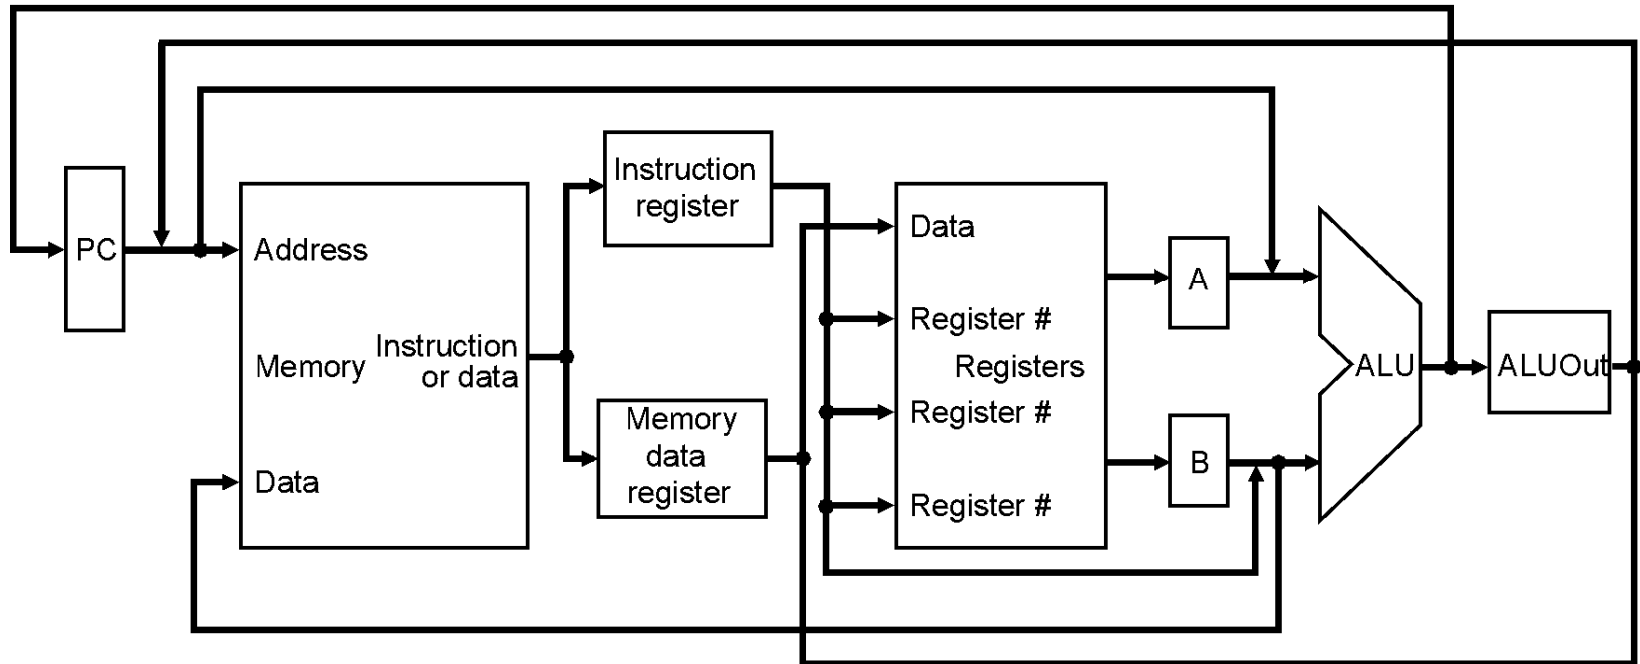 PC
Address
Memory
Instruction
or data
Data
Instruction
register
Memory
data
register
Data
Register #
Registers
Register #
Register #
A
B
ALU
ALUOut